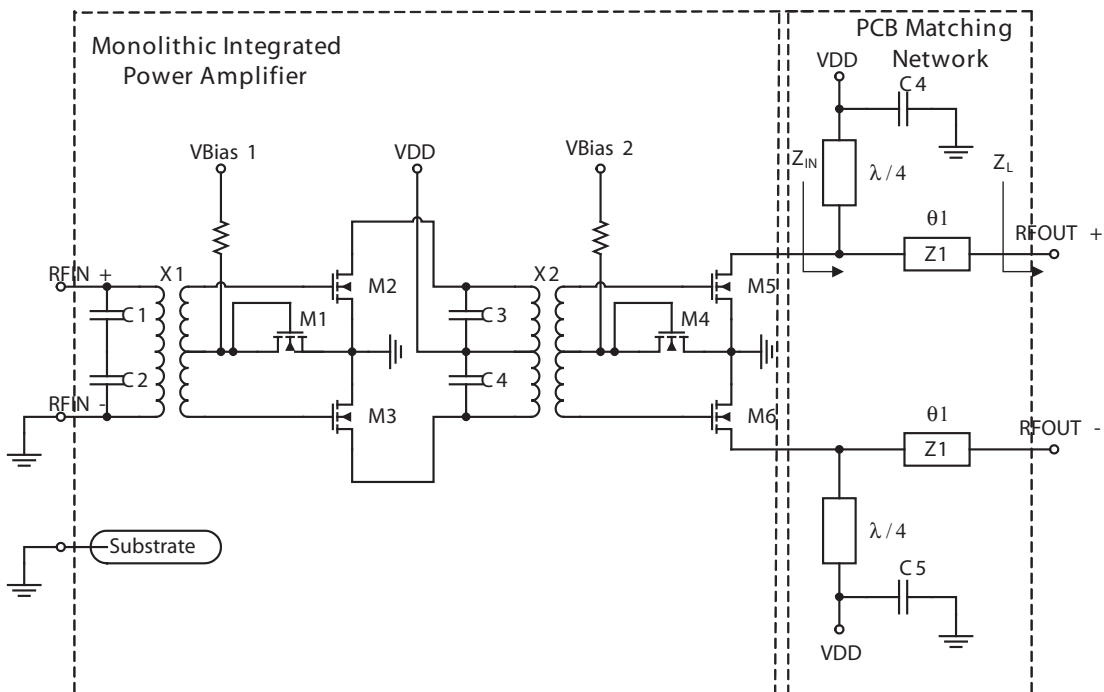 Monolithic Integrated
Power Amplifier
PCB Matching
Network
VDD
C4
Z_IN
λ/4
Z_L
θ1
Z1
RFOUT +
VBias 1
VDD
VBias 2
RFIN +
X1
M2
X2
M5
C1
M1
C3
M4
C2
C4
RFIN -
M3
M6
θ1
Z1
RFOUT -
λ/4
Substrate
C5
VDD